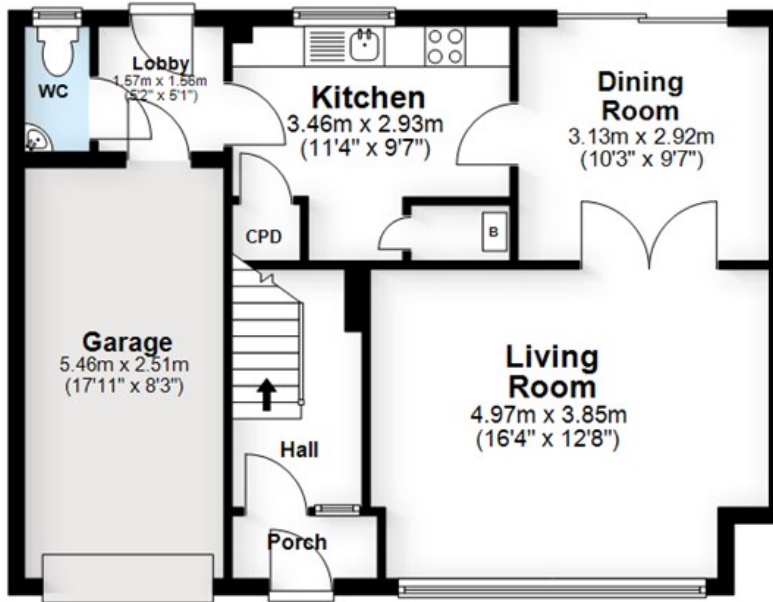 WC
Lobby
1.57m x 1.56m
(5'2" x 5'1")
Kitchen
3.46m x 2.93m
(11'4" x 9'7")
Dining
Room
3.13m x 2.92m
(10'3" x 9'7")
CPD
B
Garage
5.46m x 2.51m
(17'11" x 8'3")
Living
Room
4.97m x 3.85m
(16'4" x 12'8")
Hall
Porch